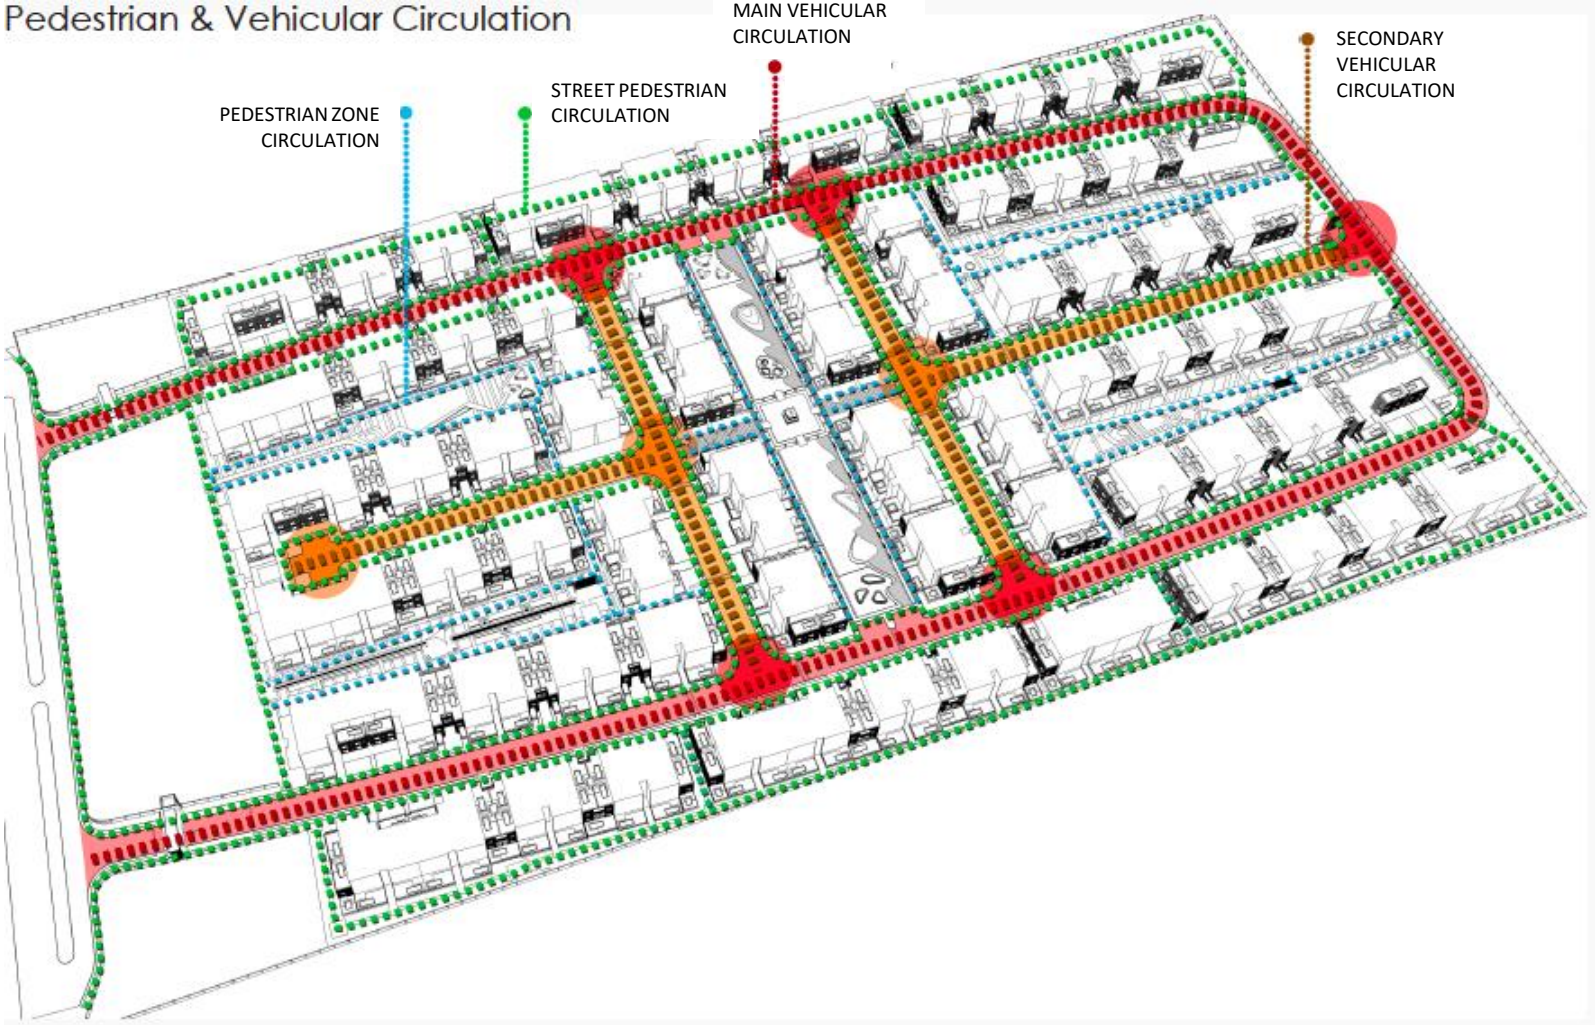 Pedestrian & Vehicular Circulation
MAIN VEHICULAR
CIRCULATION
SECONDARY
VEHICULAR
CIRCULATION
STREET PEDESTRIAN
CIRCULATION
PEDESTRIAN ZONE
CIRCULATION